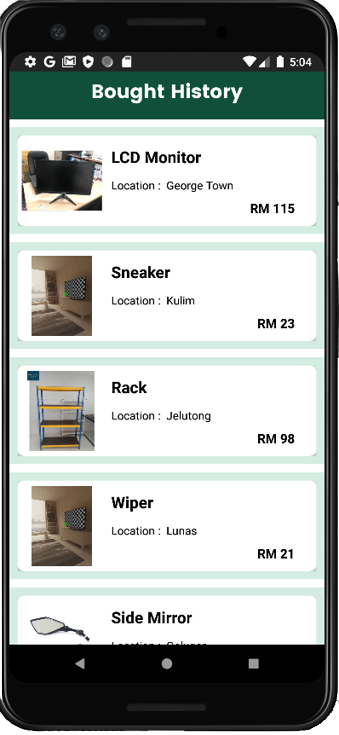 5:04
Bought History
LCD Monitor
Location : George Town
RM 115
Sneaker
Location : Kulim
RM 23
Rack
Location : Jelutong
RM 98
Wiper
Location : Lunas
RM 21
Side Mirror
Location :